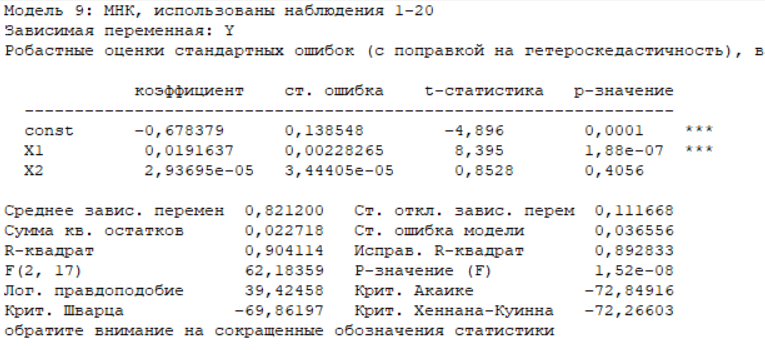 Модель 9: МНК, использованы наблюдения 1-20
Зависимая переменная: Y
Робастные оценки стандартных ошибок (с поправкой на гетероскедастичность), в
коэффициент ст. ошибка t-статистика p-значение
-------------------------------------------------------------------
const -0,678379 0,138548 -4,896 0,0001 ***
X1 0,0191637 0,00228265 8,395 1,88e-07 ***
X2 2,93695e-05 3,44405e-05 0,8528 0,4056
Среднее завис. перемен 0,821200 Ст. откл. завис. перем 0,111668
Сумма кв. остатков 0,022718 Ст. ошибка модели 0,036556
R-квадрат 0,904114 Исправ. R-квадрат 0,892833
F(2, 17) 62,18359 Р-значение (F) 1,52e-08
Лог. правдоподобие 39,42458 Крит. Акаике -72,84916
Крит. Шварца -69,86197 Крит. Хеннана-Куинна -72,26603
обратите внимание на сокращенные обозначения статистики